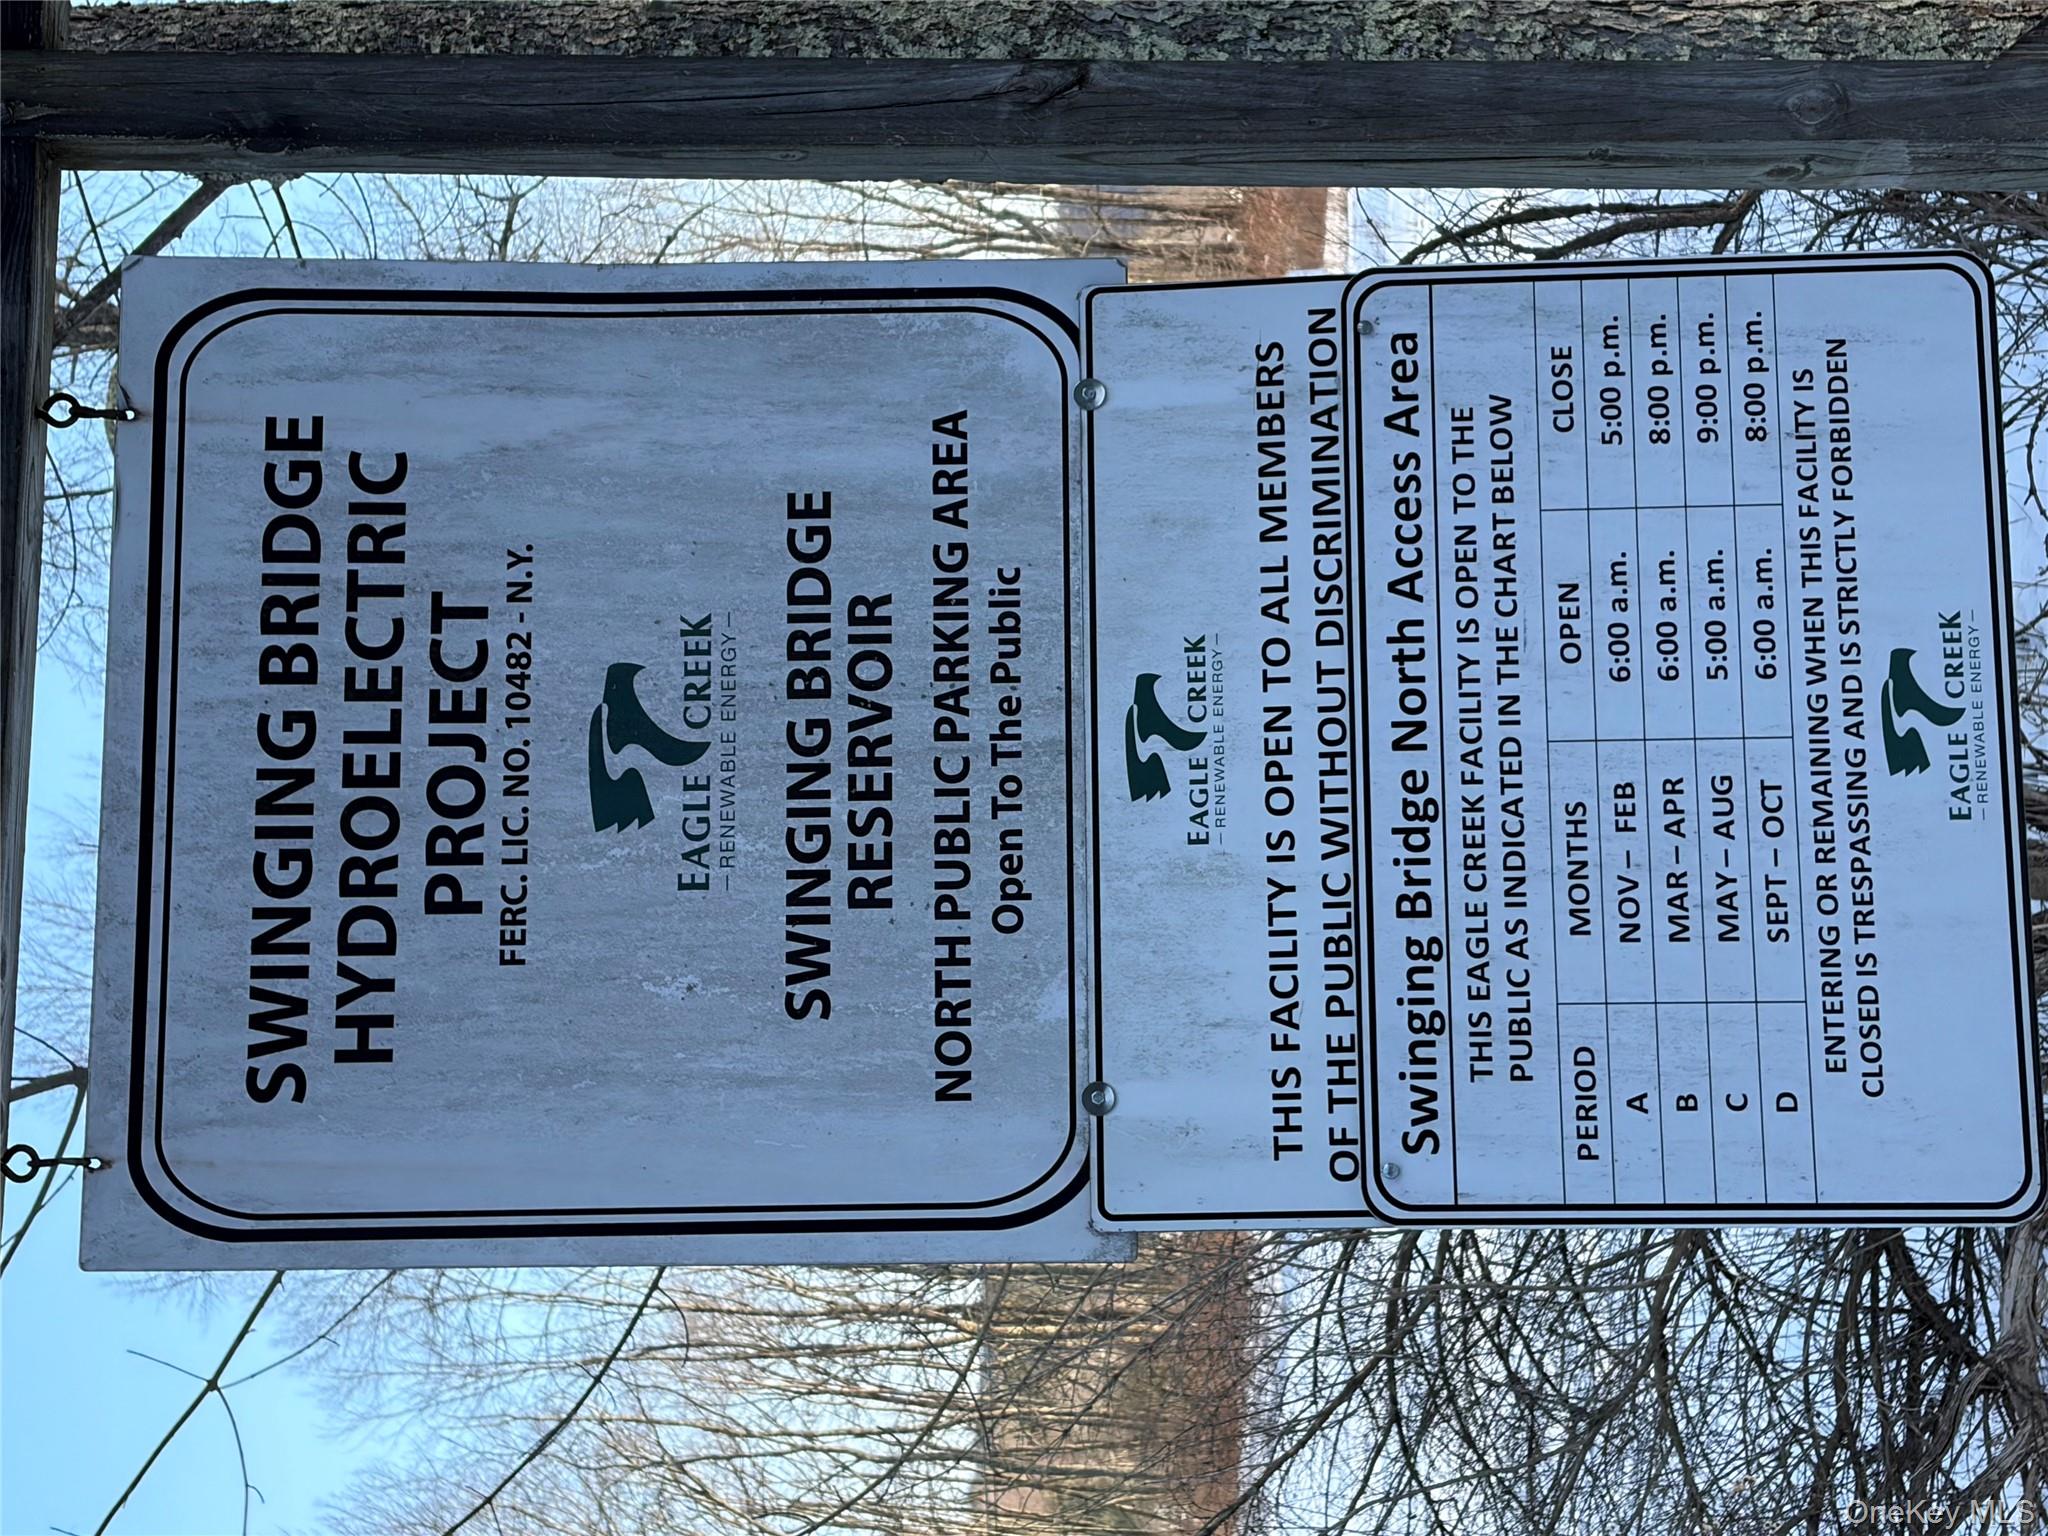 SWINGING BRIDGE
HYDROELECTRIC
PROJECT
FERC. LIC. NO. 10482 - N.Y.
EAGLE CREEK
– RENEWABLE ENERGY –
SWINGING BRIDGE
RESERVOIR
NORTH PUBLIC PARKING AREA
Open To The Public
EAGLE CREEK
– RENEWABLE ENERGY –
THIS FACILITY IS OPEN TO ALL MEMBERS
OF THE PUBLIC WITHOUT DISCRIMINATION
Swinging Bridge North Access Area
THIS EAGLE CREEK FACILITY IS OPEN TO THE
PUBLIC AS INDICATED IN THE CHART BELOW
PERIOD MONTHS OPEN CLOSE
A NOV – FEB 6:00 a.m. 5:00 p.m.
B MAR – APR 6:00 a.m. 8:00 p.m.
C MAY – AUG 5:00 a.m. 9:00 p.m.
D SEPT – OCT 6:00 a.m. 8:00 p.m.
ENTERING OR REMAINING WHEN THIS FACILITY IS
CLOSED IS TRESPASSING AND IS STRICTLY FORBIDDEN
EAGLE CREEK
– RENEWABLE ENERGY –
OneKey MLS